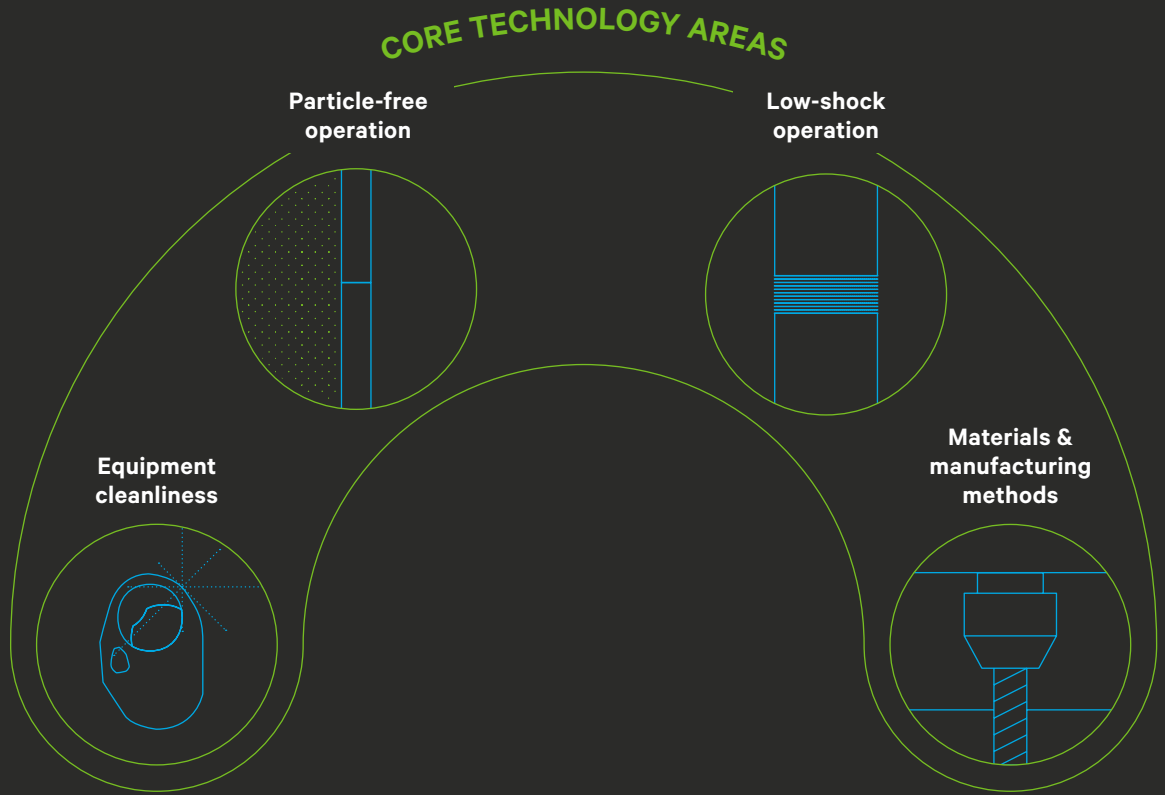 CORE TECHNOLOGY AREAS
Particle-free
operation
Low-shock
operation
Equipment
cleanliness
Materials &
manufacturing
methods